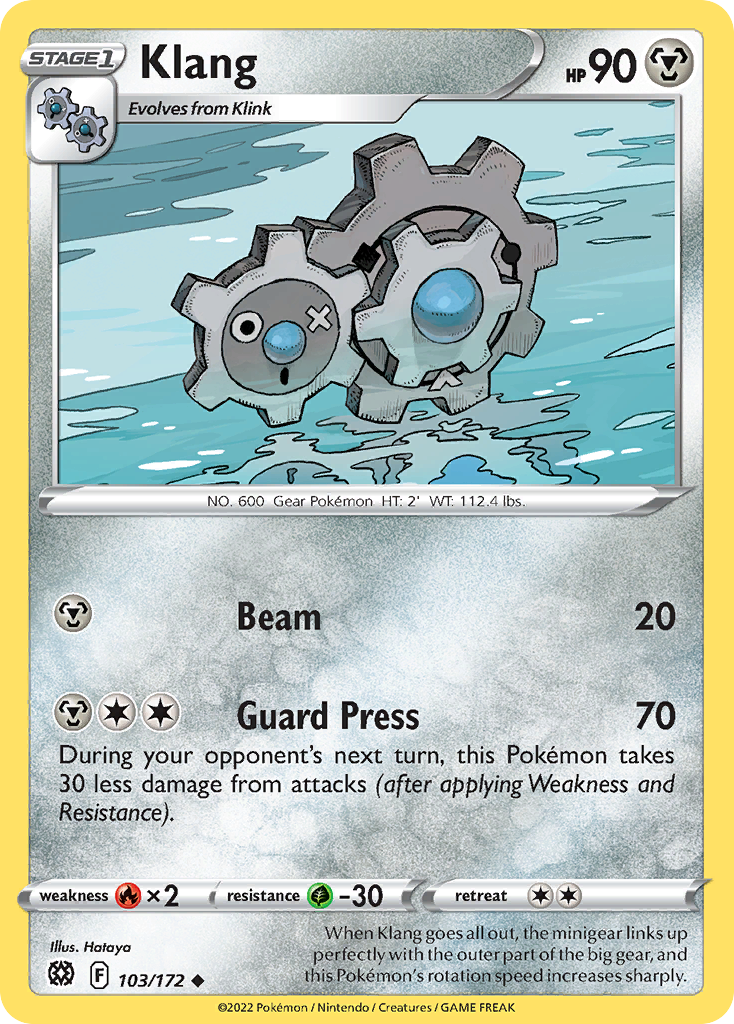 STAGE 1
Klang
HP 90
Evolves from Klink
NO. 600 Gear Pokémon HT: 2' WT: 112.4 lbs.
Beam 20
Guard Press 70
During your opponent's next turn, this Pokémon takes
30 less damage from attacks (after applying Weakness and
Resistance).
weakness ×2 resistance -30 retreat
Illus. Hataya
When Klang goes all out, the minigear links up
perfectly with the outer part of the big gear, and
this Pokémon's rotation speed increases sharply.
F 103/172
©2022 Pokémon / Nintendo / Creatures / GAME FREAK